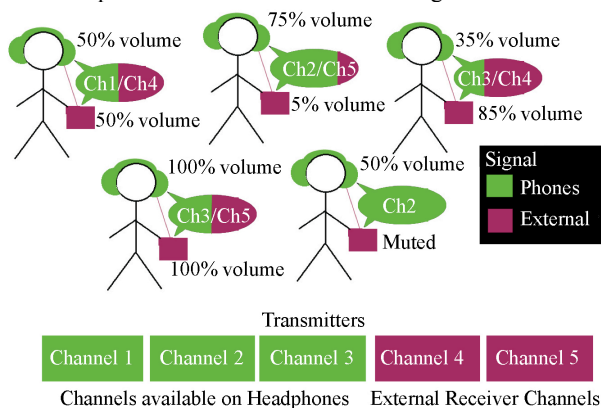 50% volume
Ch1/Ch4
50% volume
75% volume
Ch2/Ch5
5% volume
35% volume
Ch3/Ch4
85% volume
100% volume
Ch3/Ch5
100% volume
50% volume
Ch2
Muted
Signal
Phones
External
Transmitters
Channel 1
Channel 2
Channel 3
Channel 4
Channel 5
Channels available on Headphones
External Receiver Channels